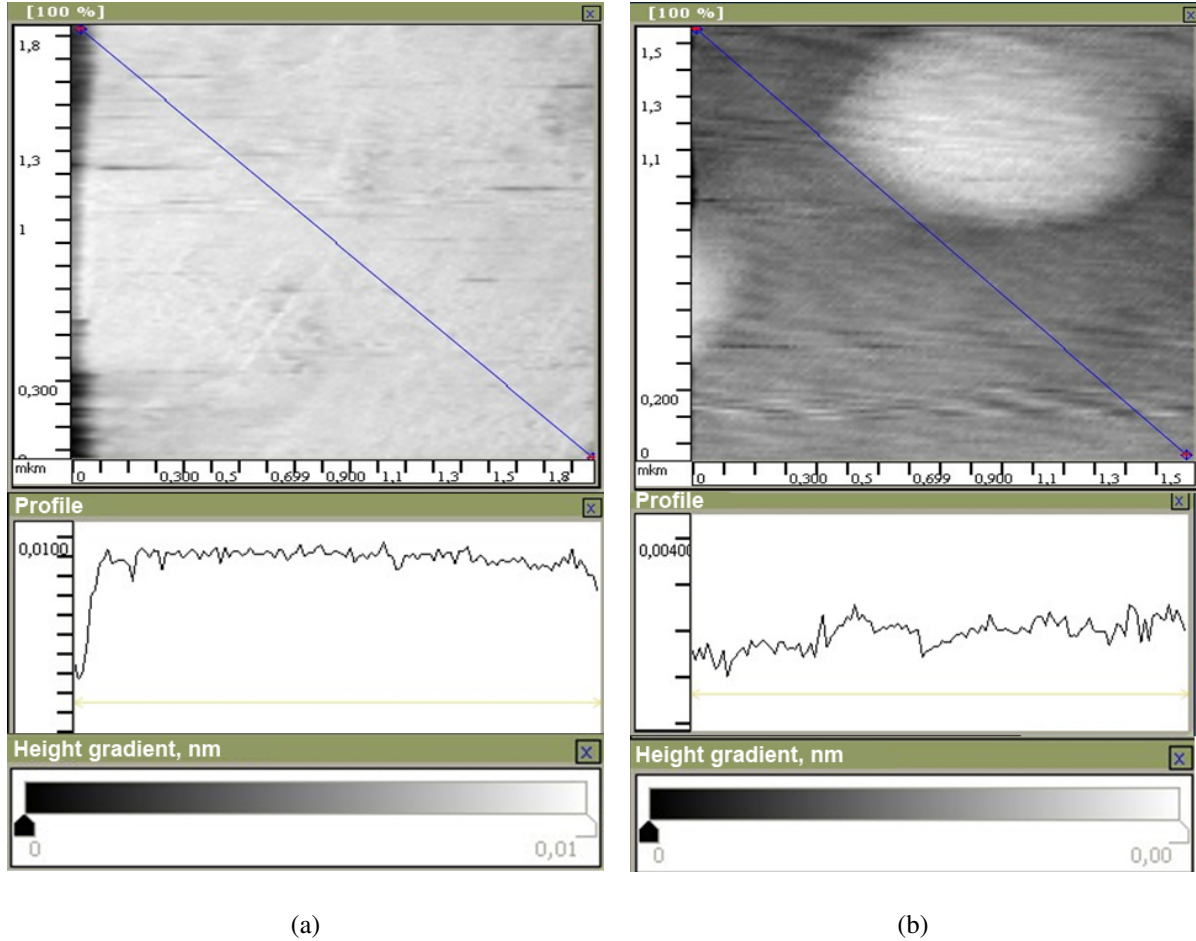 [100 %] x
1,8
1,3
1
0,300
0
mkm 0 0,300 0,5 0,699 0,900 1,1 1,3 1,5 1,8
Profile x
0,0100
Height gradient, nm x
0 0,01
(a)
[100 %] x
1,5
1,3
1,1
0,200
0
mkm 0 0,300 0,5 0,699 0,900 1,1 1,3 1,5
Profile x
0,00400
Height gradient, nm x
0 0,00
(b)